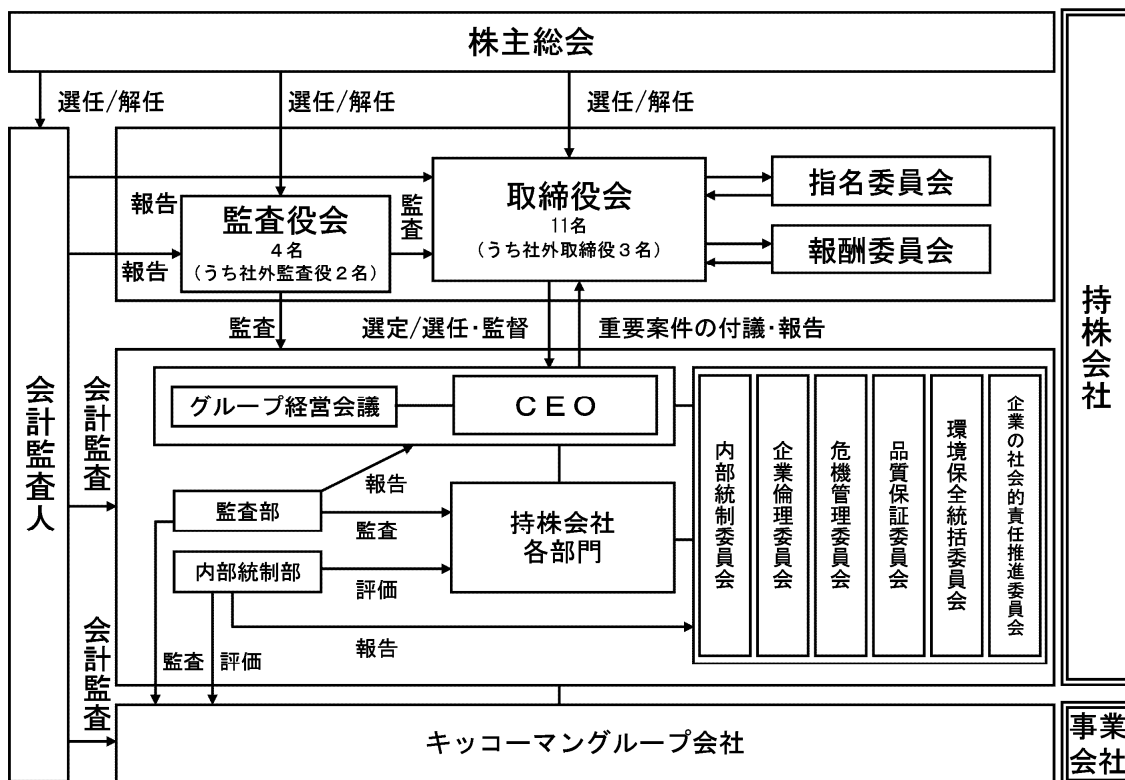 株主総会
選任/解任
選任/解任
選任/解任
報告
報告
監査役会
4名
(うち社外監査役2名)
監査
取締役会
11名
(うち社外取締役3名)
指名委員会
報酬委員会
監査
選定/選任・監督
重要案件の付議・報告
会計監査人
会計監査
会計監査
グループ経営会議
CEO
報告
監査部
監査
持株会社
各部門
内部統制部
評価
報告
監査
評価
内部統制委員会
企業倫理委員会
危機管理委員会
品質保証委員会
環境保全統括委員会
企業の社会的責任推進委員会
持株会社
キッコーマングループ会社
事業
会社